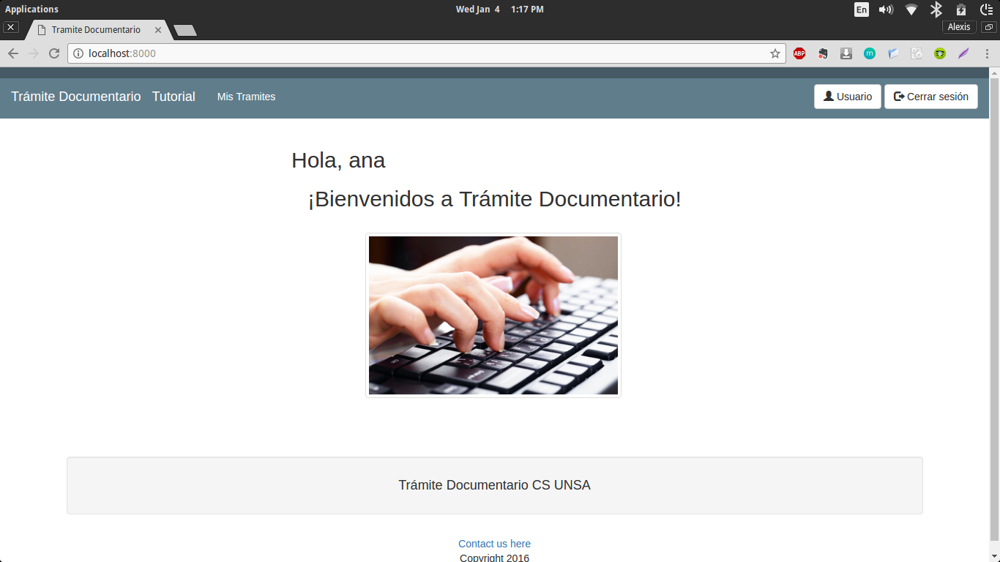 Applications Wed Jan 4 1:17 PM En
Tramite Documentario Alexis
localhost:8000 ABP m
Trámite Documentario Tutorial Mis Tramites Usuario Cerrar sesión
Hola, ana
¡Bienvenidos a Trámite Documentario!
Trámite Documentario CS UNSA
Contact us here
Copyright 2016